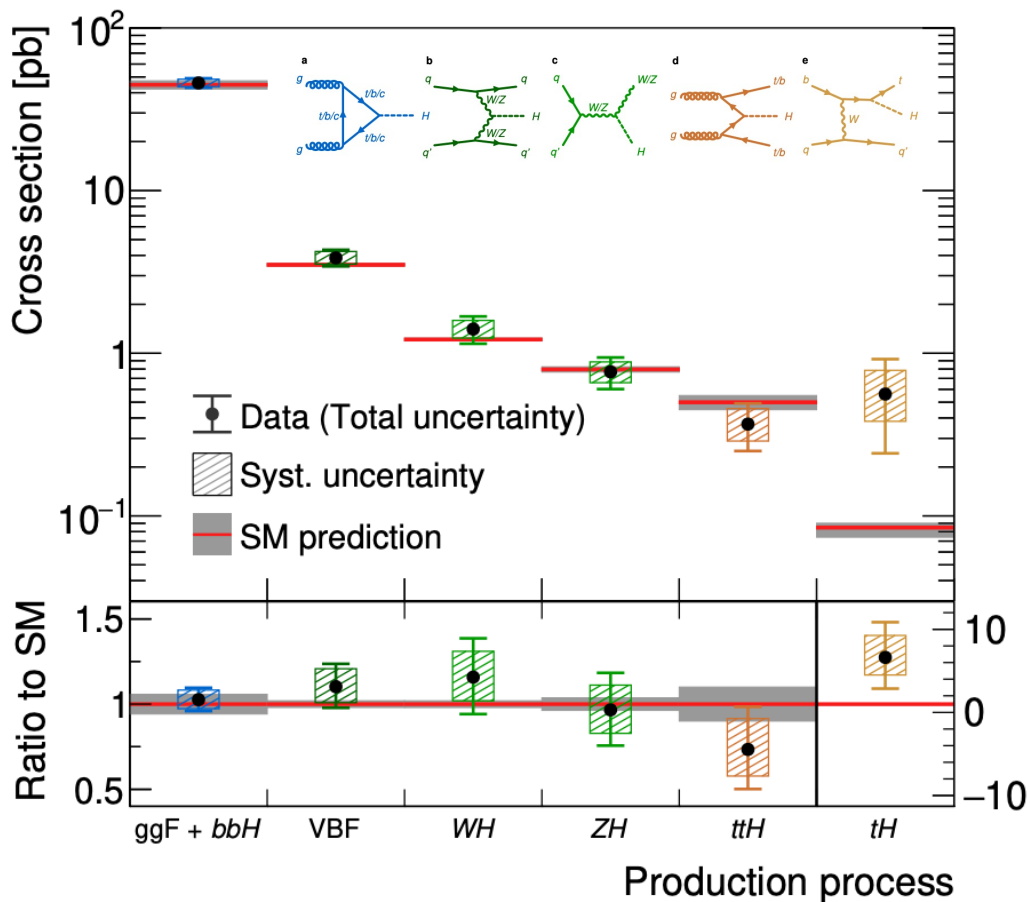 Cross section [pb]
10²
10
1
10⁻¹
a
g
g
t/b/c
t/b/c
t/b/c
H
b
q
q
W/Z
H
W/Z
q'
q'
c
q
W/Z
W/Z
q'
H
d
g
t/b
H
g
t/b
e
b
t
H
W
q
q'
Data (Total uncertainty)
Syst. uncertainty
SM prediction
Ratio to SM
1.5
1
0.5
10
0
−10
ggF + bbH VBF WH ZH ttH tH
Production process